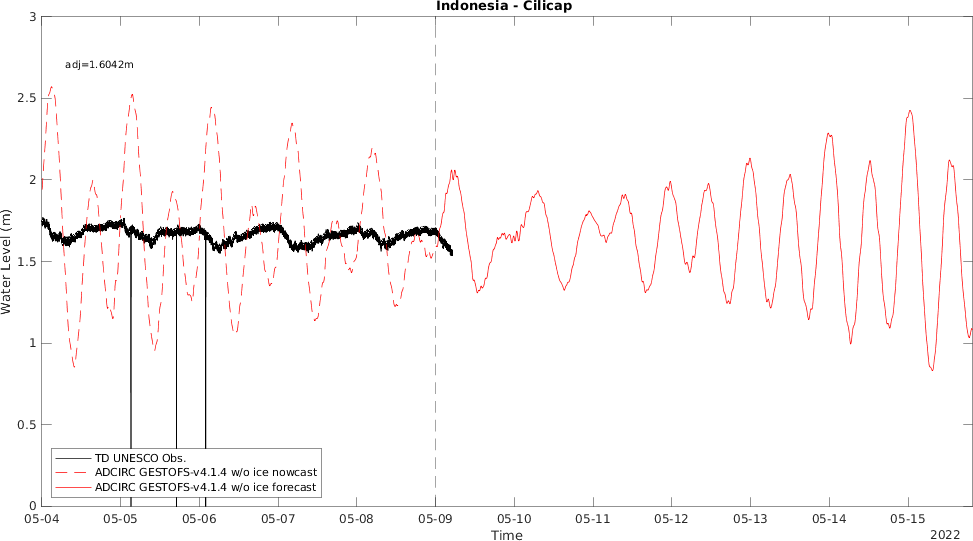 Indonesia - Cilicap
3
adj=1.6042m
2.5
2
1.5
1
0.5
0
Water Level (m)
TD UNESCO Obs.
ADCIRC GESTOFS-v4.1.4 w/o ice nowcast
ADCIRC GESTOFS-v4.1.4 w/o ice forecast
05-04 05-05 05-06 05-07 05-08 05-09 05-10 05-11 05-12 05-13 05-14 05-15
Time
2022